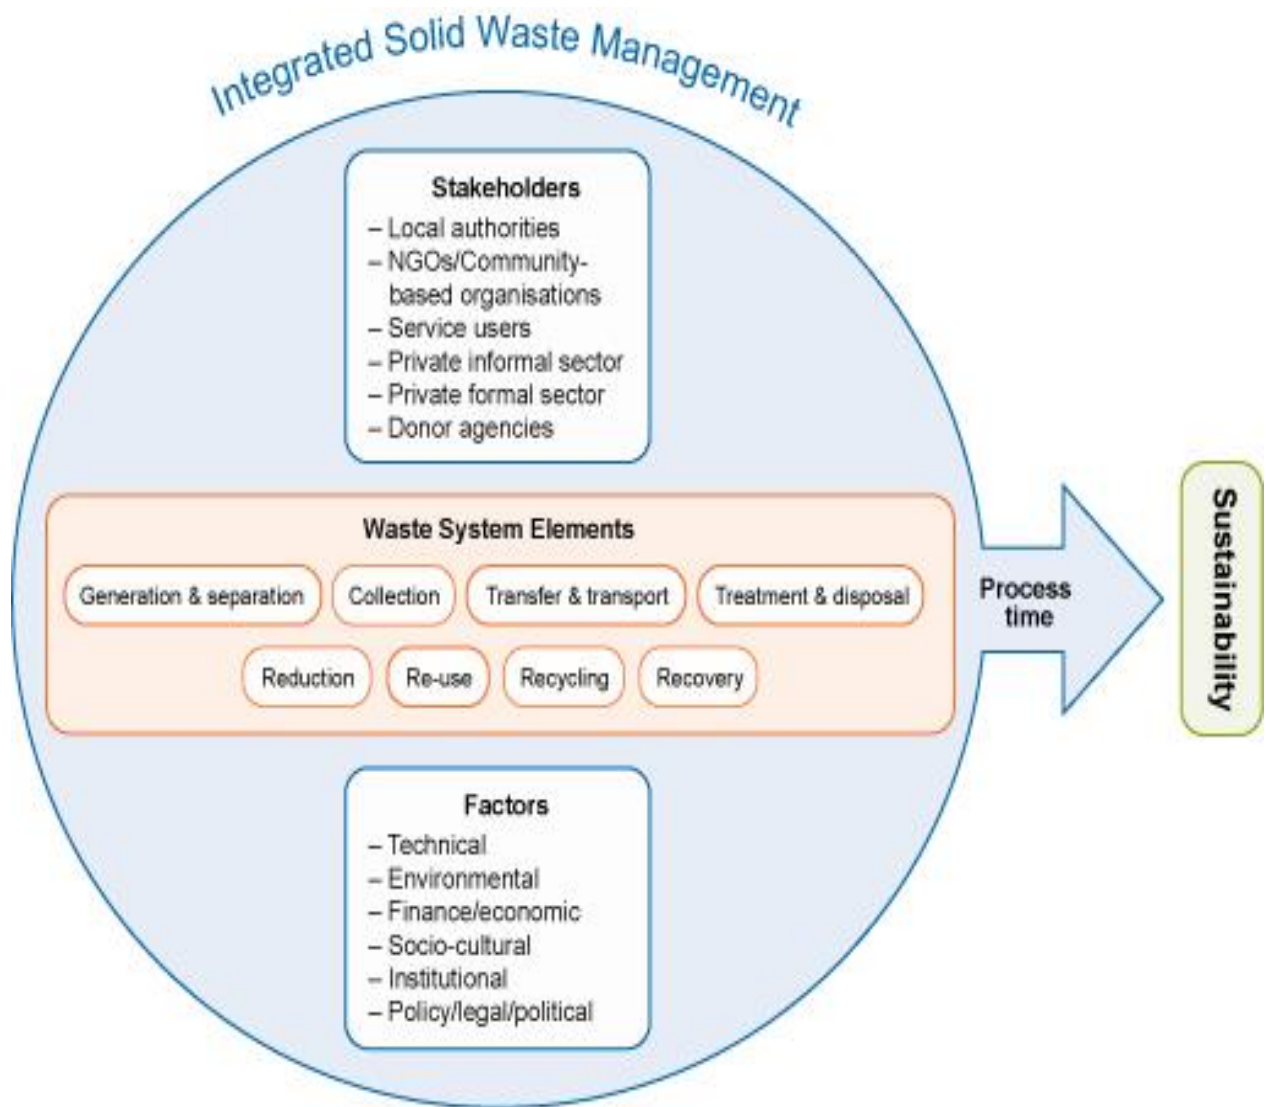 Integrated Solid Waste Management
Stakeholders
– Local authorities
– NGOs/Community-
based organisations
– Service users
– Private informal sector
– Private formal sector
– Donor agencies
Waste System Elements
Generation & separation
Collection
Transfer & transport
Treatment & disposal
Reduction
Re-use
Recycling
Recovery
Process
time
Sustainability
Factors
– Technical
– Environmental
– Finance/economic
– Socio-cultural
– Institutional
– Policy/legal/political